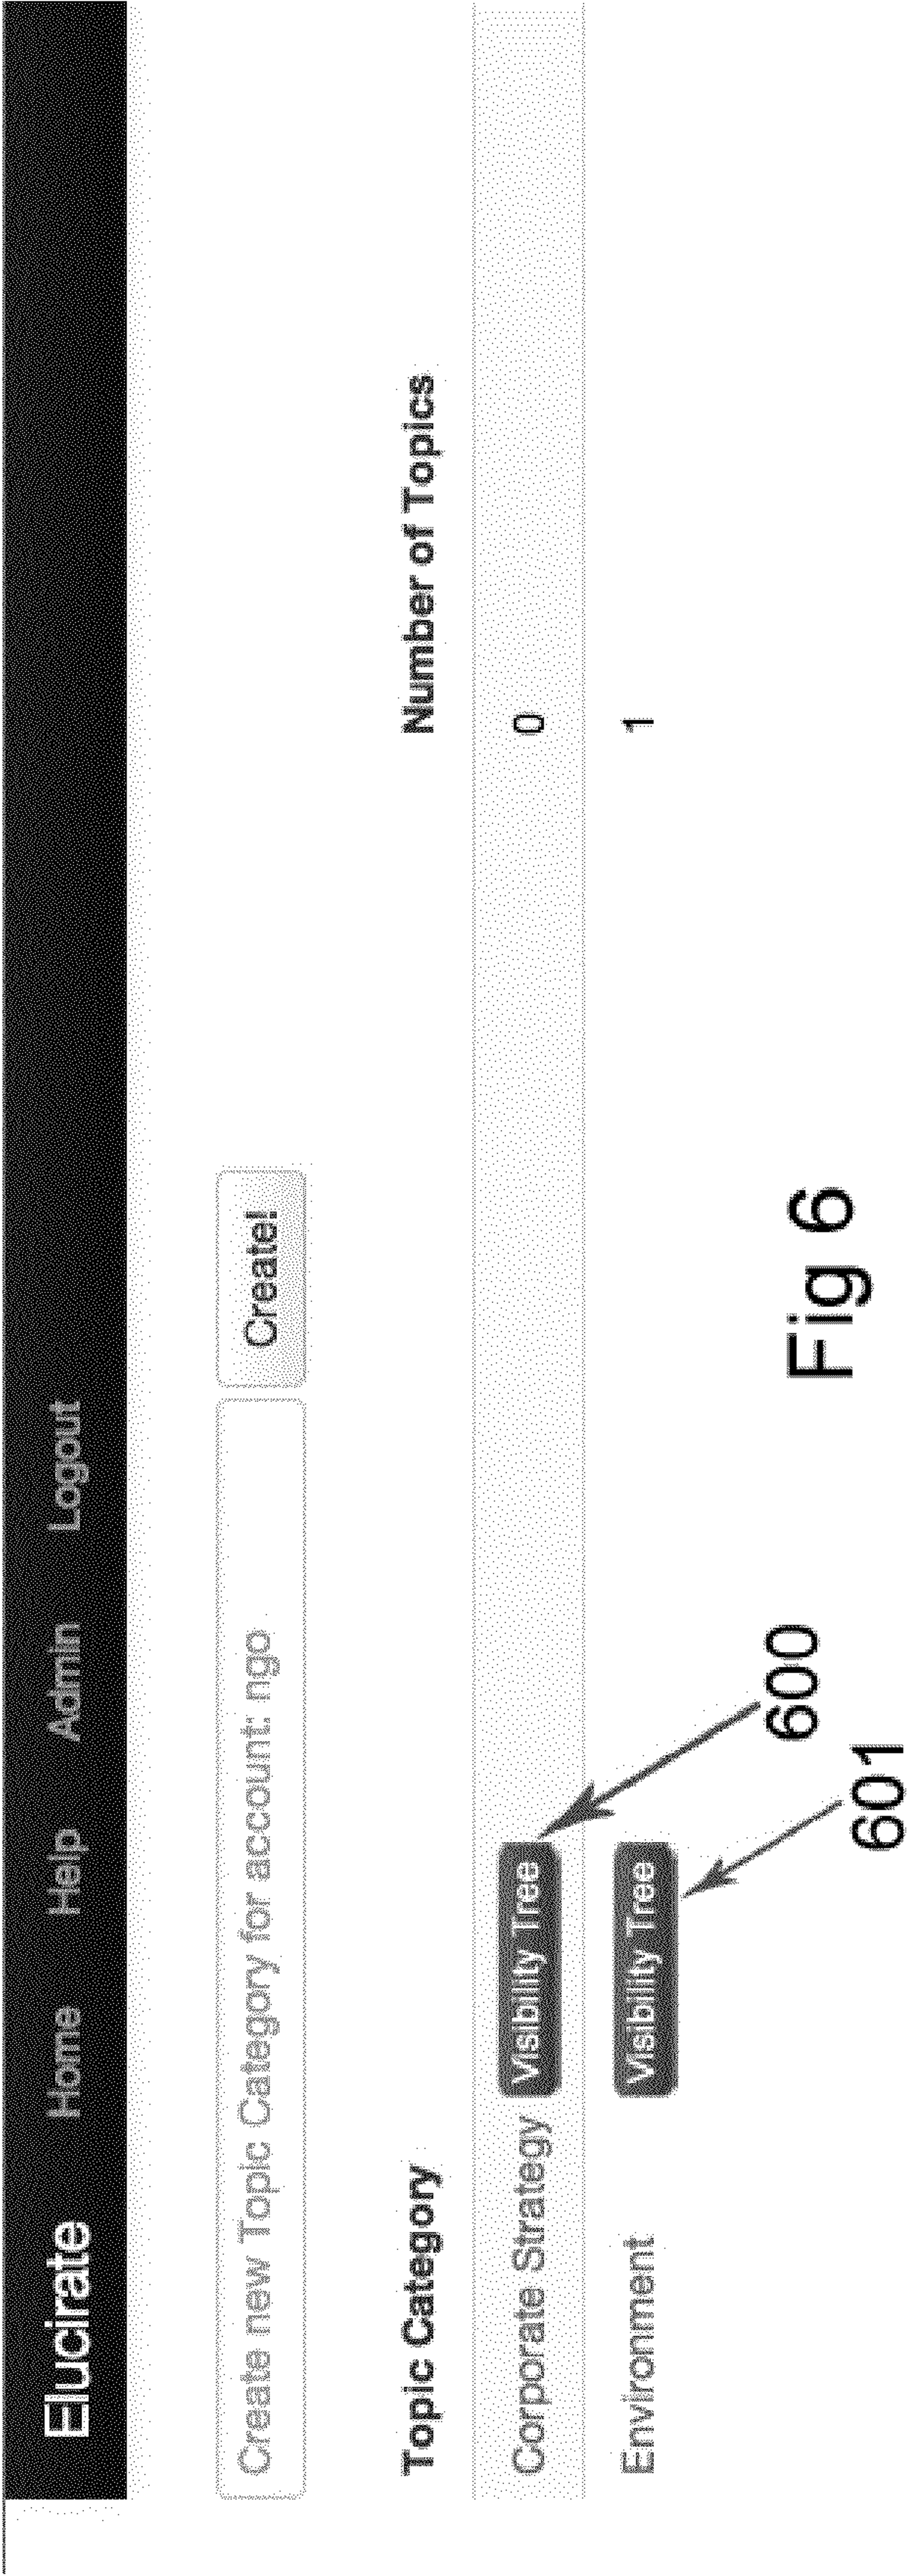 Elucirate Home Help Admin Logout
Create new Topic Category for account: ngo Create!
Topic Category Number of Topics
Corporate Strategy Visibility Tree 0
Environment Visibility Tree 1
600
601
Fig 6